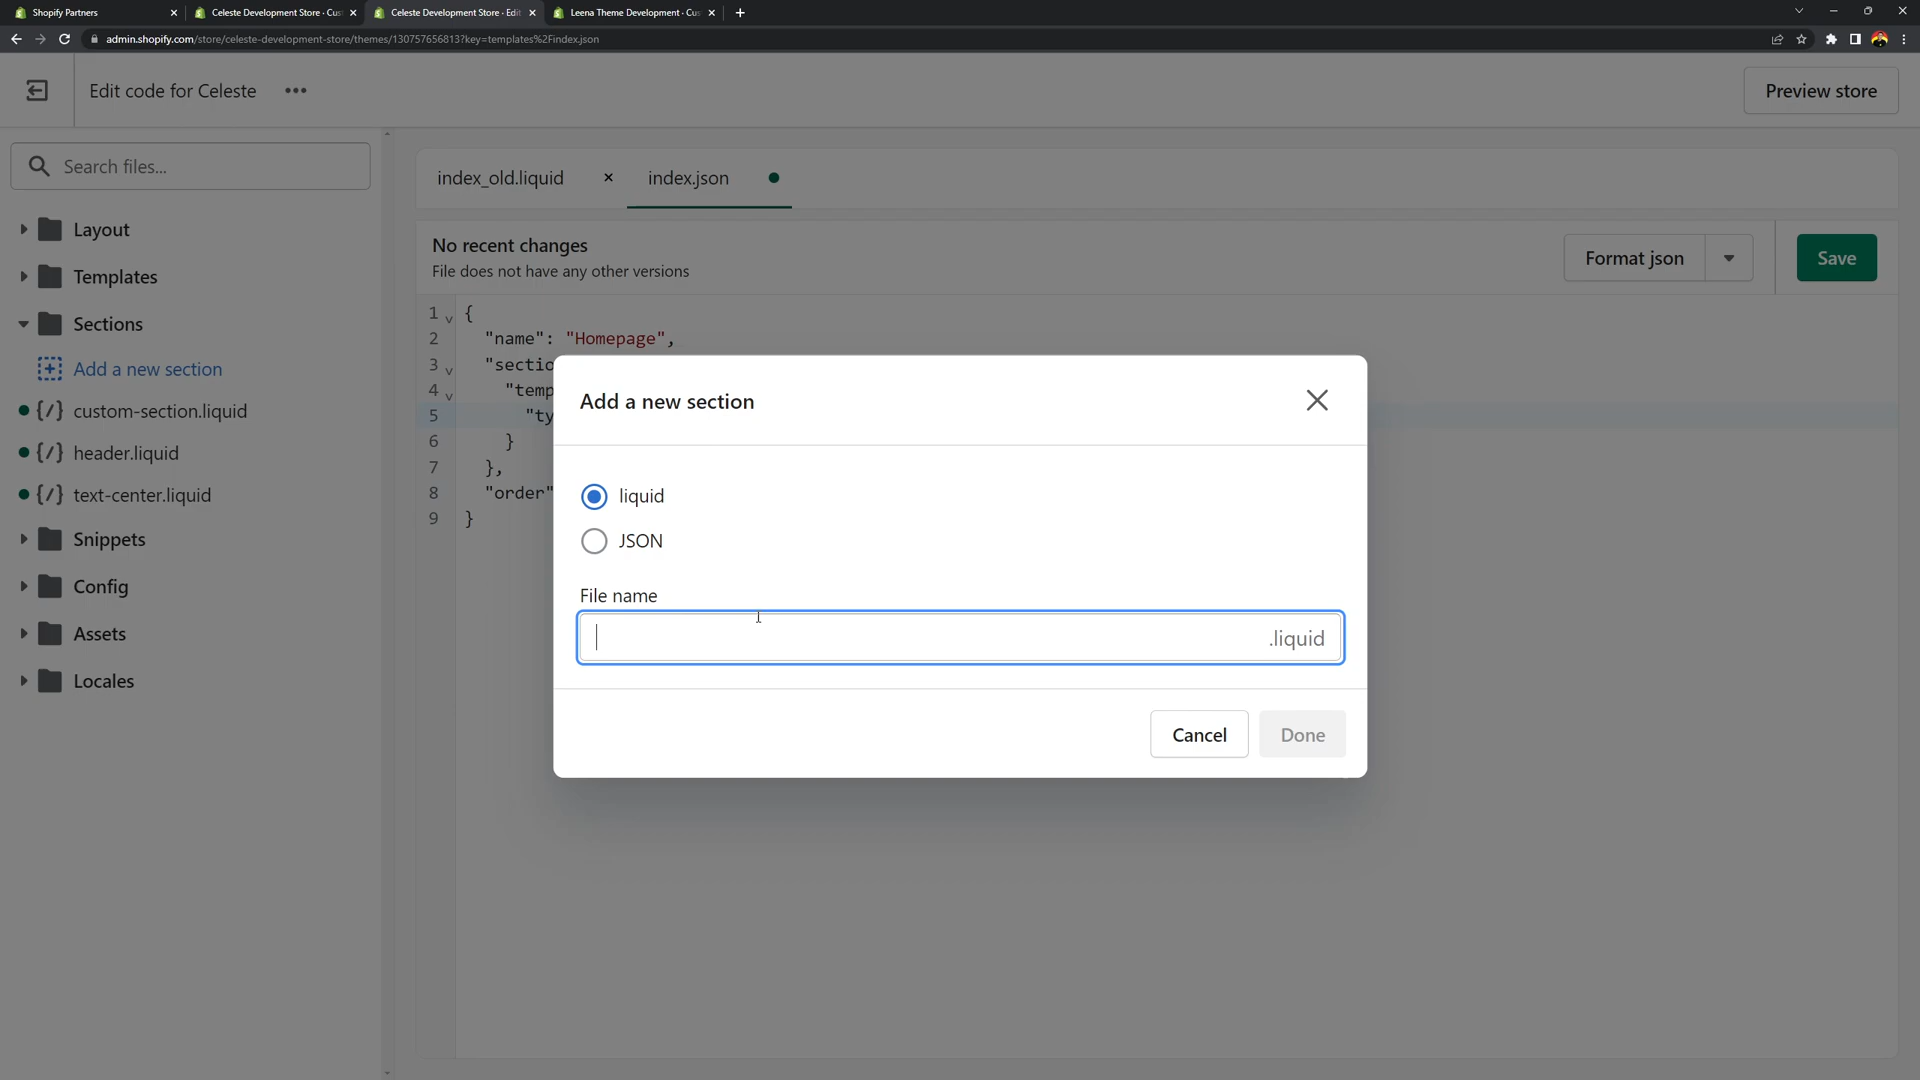 Shopify Partners
Celeste Development Store · Cus
Celeste Development Store · Edit
Leena Theme Development · Cus
admin.shopify.com/store/celeste-development-store/themes/130757656813?key=templates%2Findex.json
Edit code for Celeste
Preview store
Search files...
Layout
Templates
Sections
Add a new section
custom-section.liquid
header.liquid
text-center.liquid
Snippets
Config
Assets
Locales
index_old.liquid
index.json
No recent changes
File does not have any other versions
Format json
Save
1 {
2 "name": "Homepage",
3 "sectio
4 "temp
5 "ty
6 }
7 },
8 "order"
9 }
Add a new section
liquid
JSON
File name
.liquid
Cancel
Done